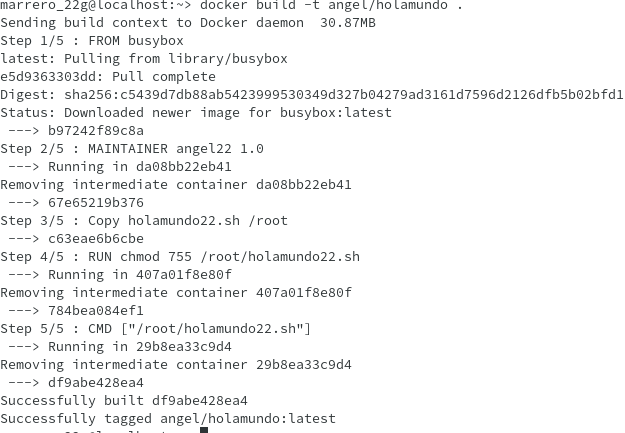 marrero_22g@localhost:~> docker build -t angel/holamundo .
Sending build context to Docker daemon  30.87MB
Step 1/5 : FROM busybox
latest: Pulling from library/busybox
e5d9363303dd: Pull complete
Digest: sha256:c5439d7db88ab5423999530349d327b04279ad3161d7596d2126dfb5b02bfd1
Status: Downloaded newer image for busybox:latest
 ---> b97242f89c8a
Step 2/5 : MAINTAINER angel22 1.0
 ---> Running in da08bb22eb41
Removing intermediate container da08bb22eb41
 ---> 67e65219b376
Step 3/5 : Copy holamundo22.sh /root
 ---> c63eae6b6cbe
Step 4/5 : RUN chmod 755 /root/holamundo22.sh
 ---> Running in 407a01f8e80f
Removing intermediate container 407a01f8e80f
 ---> 784bea084ef1
Step 5/5 : CMD ["/root/holamundo22.sh"]
 ---> Running in 29b8ea33c9d4
Removing intermediate container 29b8ea33c9d4
 ---> df9abe428ea4
Successfully built df9abe428ea4
Successfully tagged angel/holamundo:latest